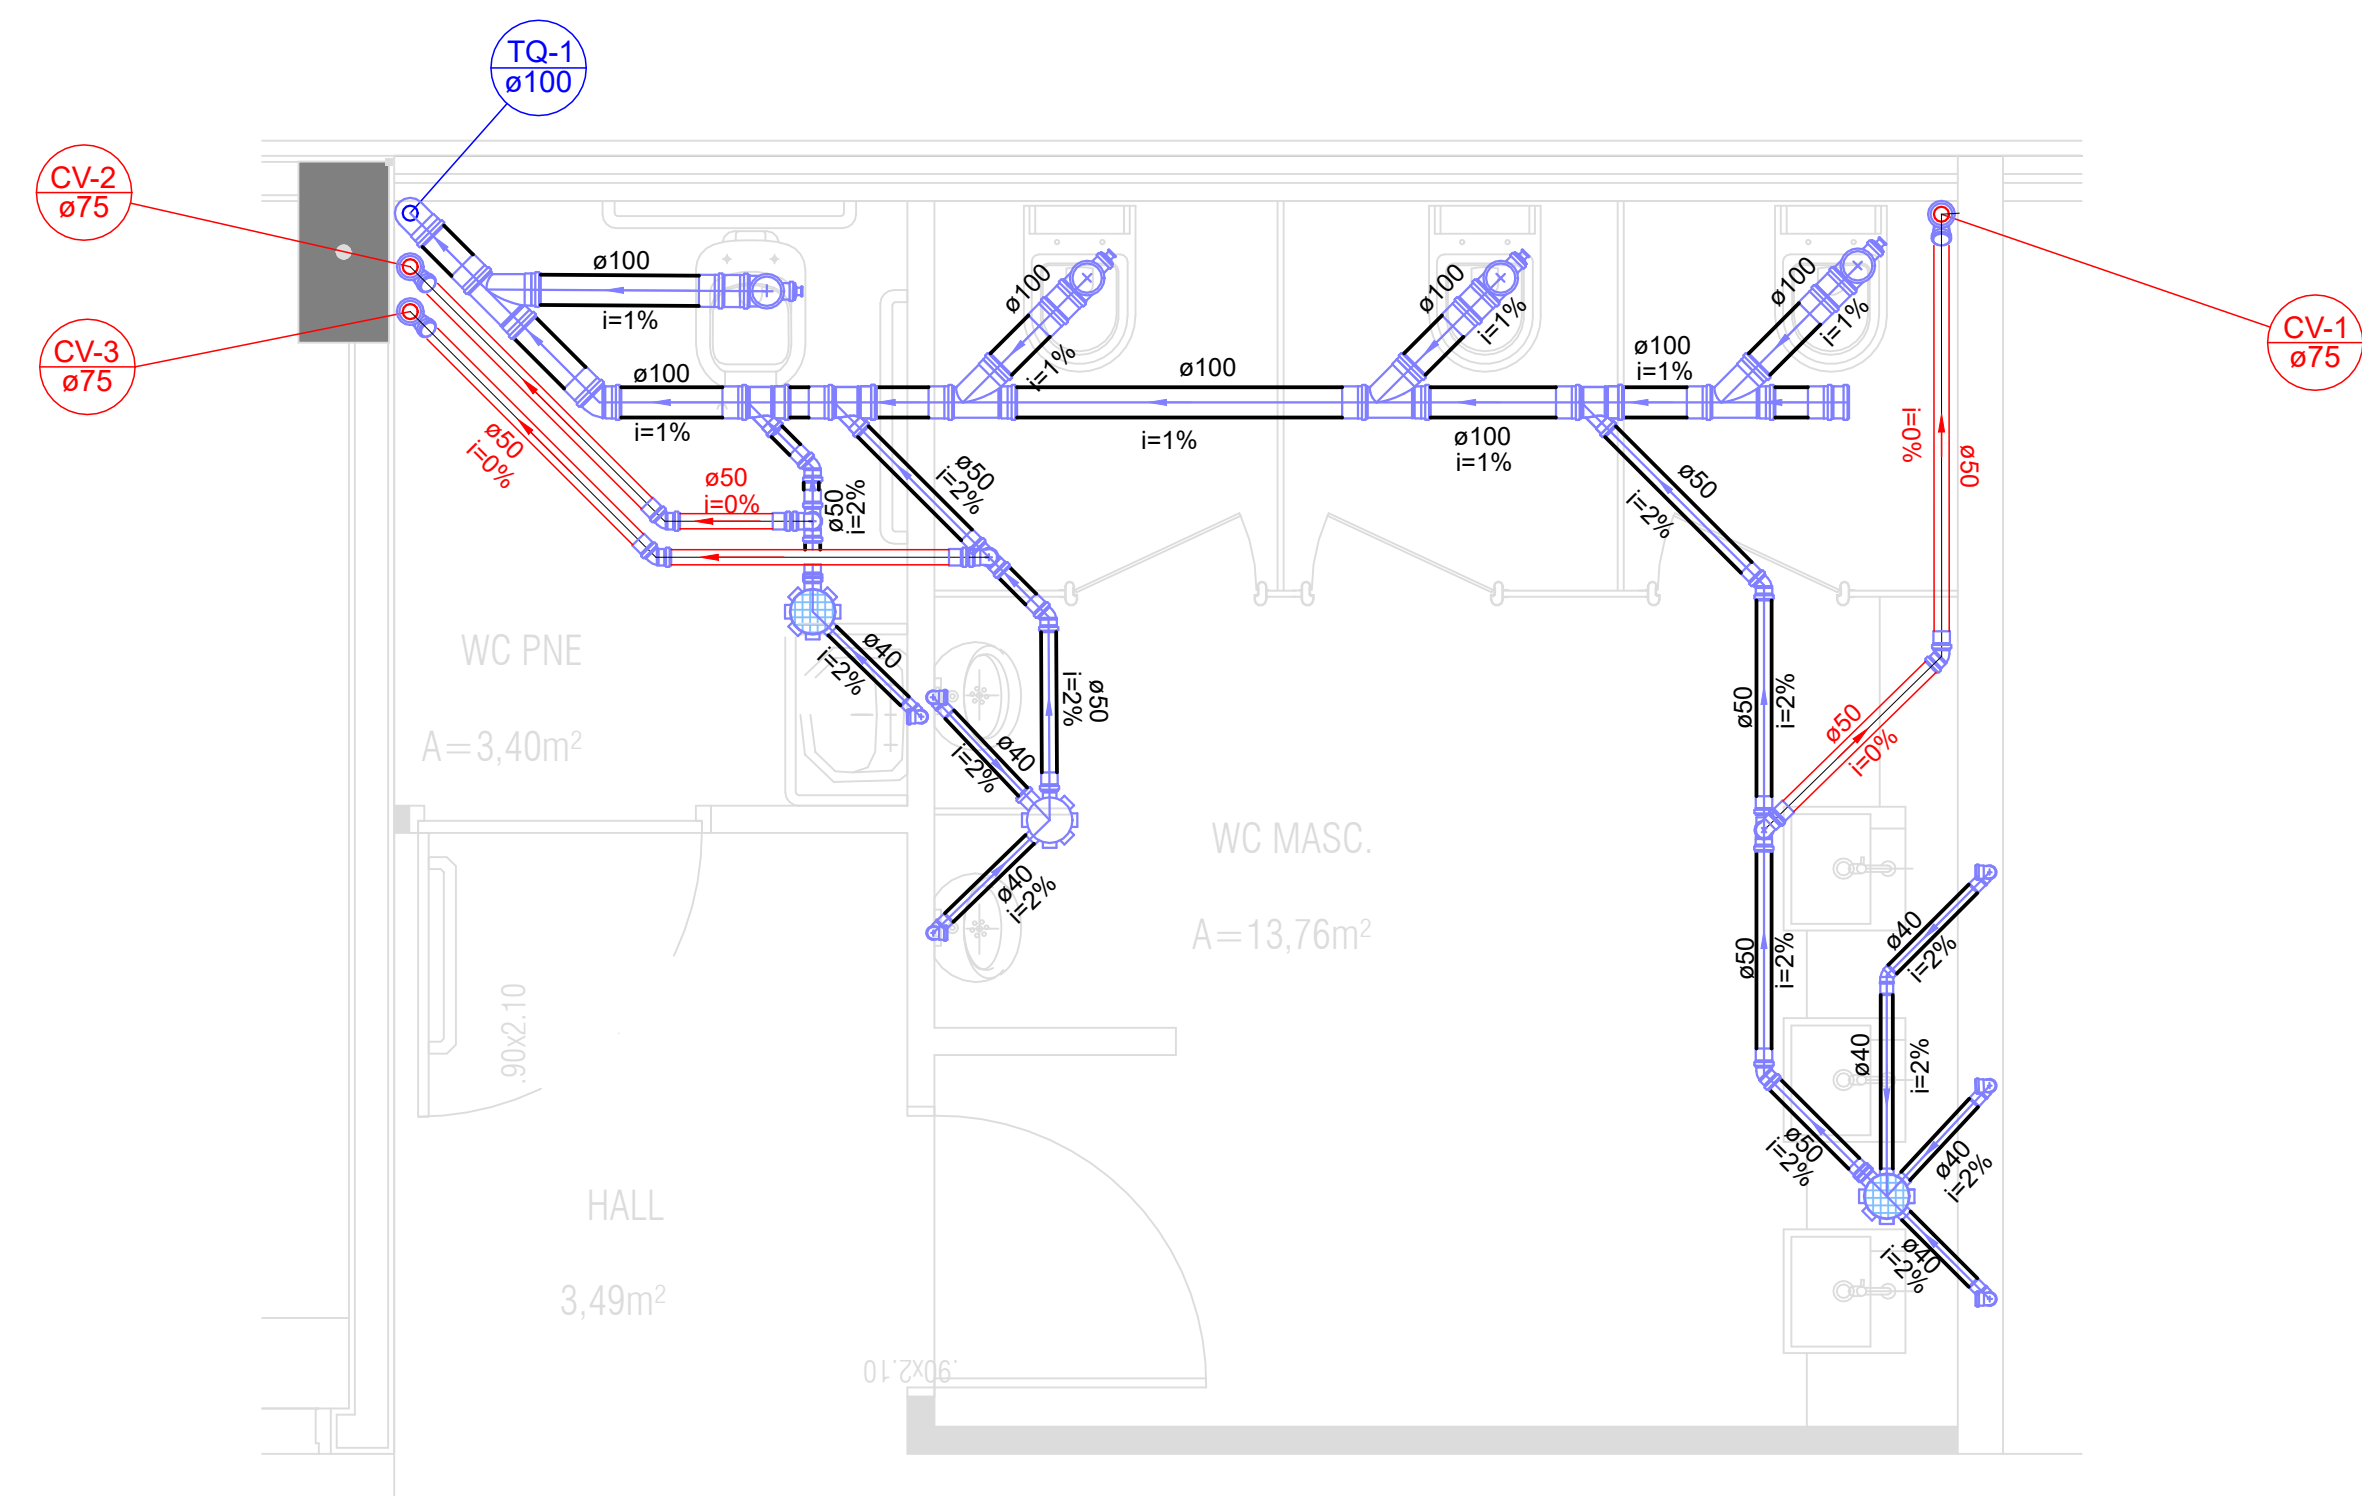 TQ-1
ø100
CV-2
ø75
CV-3
ø75
CV-1
ø75
ø100
i=1%
ø100
i=1%
ø100
i=1%
ø100
i=1%
ø100
i=1%
ø100
i=1%
ø100
i=1%
ø100
i=1%
ø50
i=0%
ø50
i=0%
ø50
i=2%
ø50
i=2%
ø50
i=2%
i=0%
ø50
WC PNE
A=3,40m²
ø40
i=2%
ø40
i=2%
ø50
i=2%
ø40
i=2%
ø50
i=2%
ø50
i=0%
WC MASC.
A=13,76m²
ø50
i=2%
ø40
i=2%
ø40
i=2%
ø50
i=2%
ø40
i=2%
ø40
i=2%
.90x2.10
HALL
3,49m²
.90x2.10